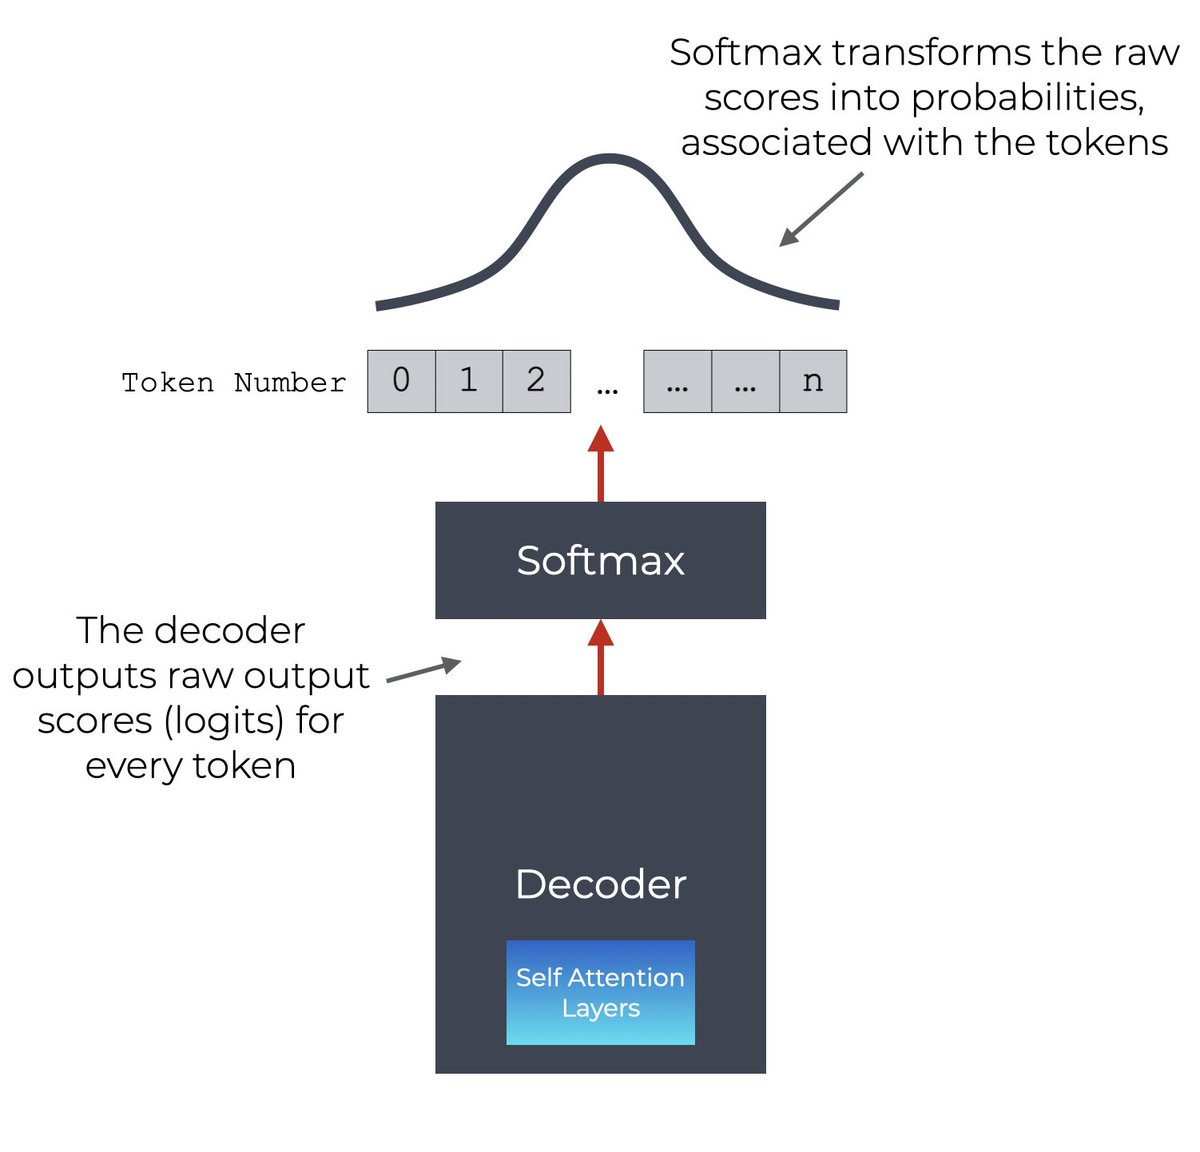 Softmax transforms the raw
scores into probabilities,
associated with the tokens
Token Number 0 1 2 ... ... ... n
Softmax
The decoder
outputs raw output
scores (logits) for
every token
Decoder
Self Attention
Layers